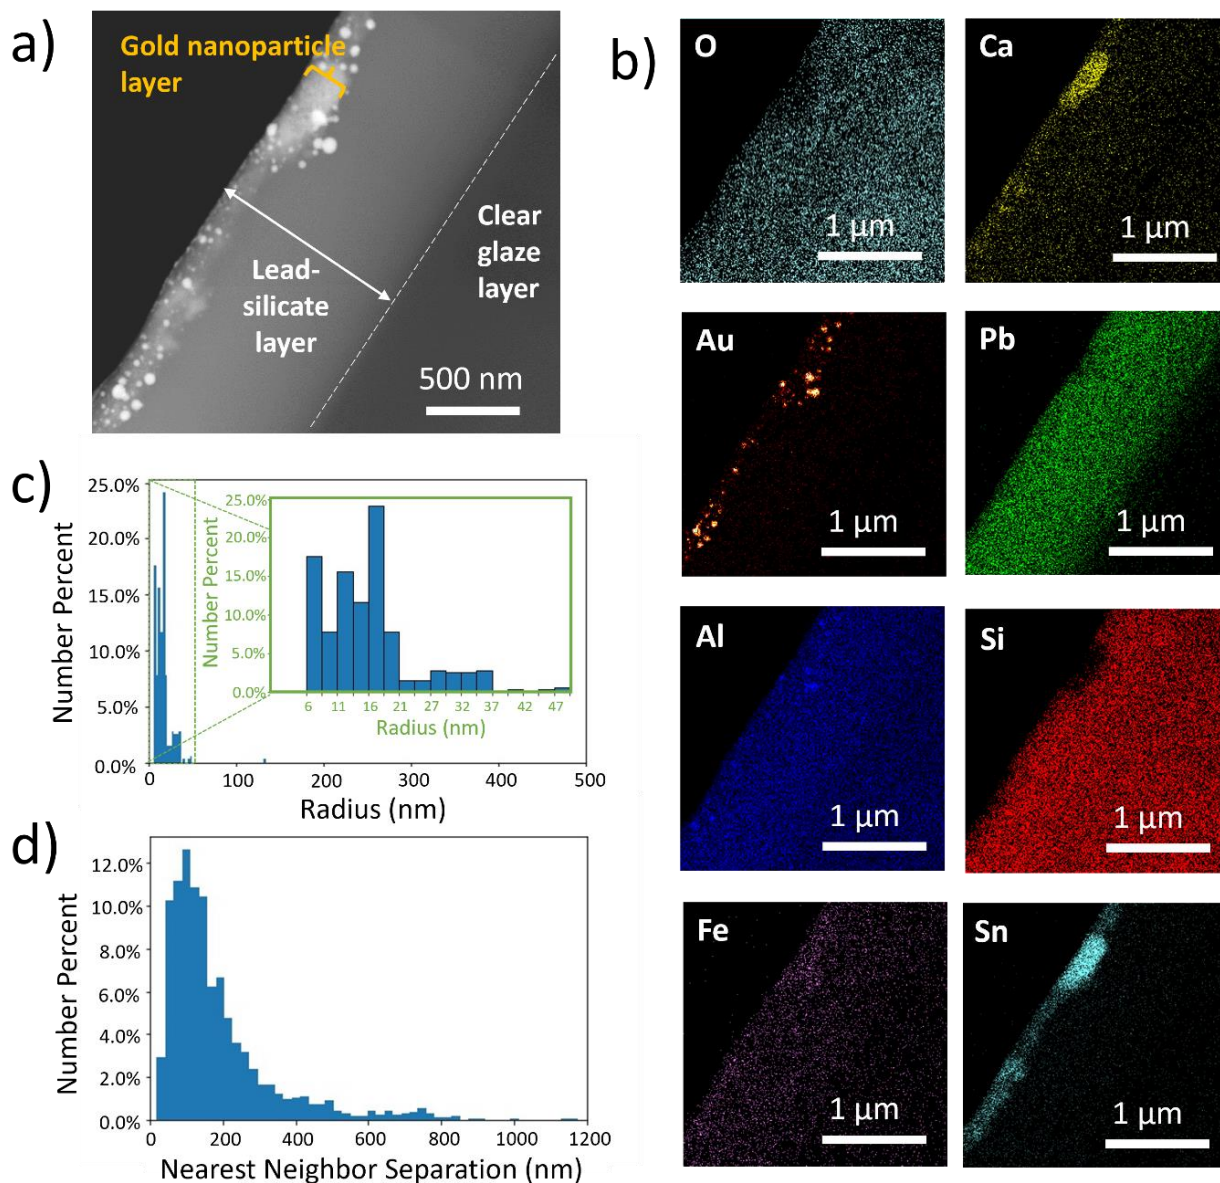 a)
Gold nanoparticle
layer
Lead-
silicate
layer
Clear
glaze
layer
500 nm
b)
O
1 µm
Ca
1 µm
Au
1 µm
Pb
1 µm
Al
1 µm
Si
1 µm
Fe
1 µm
Sn
1 µm
c)
Number Percent
25.0%
20.0%
15.0%
10.0%
5.0%
0.0%
0 100 200 300 400 500
Radius (nm)
Number Percent
25.0%
20.0%
15.0%
10.0%
5.0%
0.0%
6 11 16 21 27 32 37 42 47
Radius (nm)
d)
Number Percent
12.0%
10.0%
8.0%
6.0%
4.0%
2.0%
0.0%
0 200 400 600 800 1000 1200
Nearest Neighbor Separation (nm)